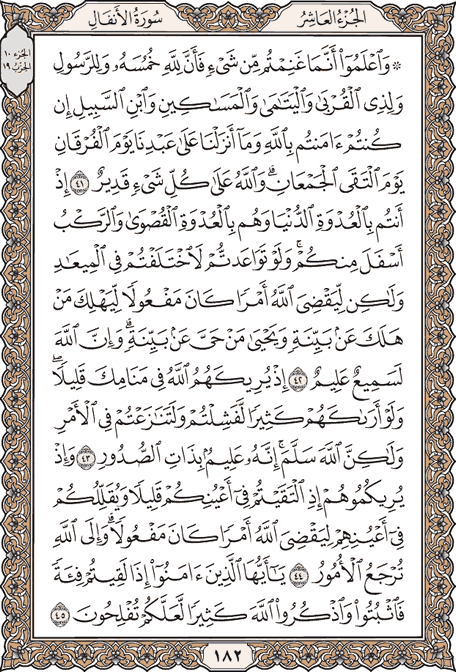 سُورَةُ الأَنفَال
الجُزْءُ العَاشِر
الجزء ١٠
الحزب ١٩
۞ وَٱعۡلَمُوٓاْ أَنَّمَا غَنِمۡتُم مِّن شَيۡءٖ فَأَنَّ لِلَّهِ خُمُسَهُۥ وَلِلرَّسُولِ
وَلِذِي ٱلۡقُرۡبَىٰ وَٱلۡيَتَٰمَىٰ وَٱلۡمَسَٰكِينِ وَٱبۡنِ ٱلسَّبِيلِ إِن
كُنتُمۡ ءَامَنتُم بِٱللَّهِ وَمَآ أَنزَلۡنَا عَلَىٰ عَبۡدِنَا يَوۡمَ ٱلۡفُرۡقَانِ
يَوۡمَ ٱلۡتَقَى ٱلۡجَمۡعَانِۗ وَٱللَّهُ عَلَىٰ كُلِّ شَيۡءٖ قَدِيرٌ ٤١ إِذۡ
أَنتُم بِٱلۡعُدۡوَةِ ٱلدُّنۡيَا وَهُم بِٱلۡعُدۡوَةِ ٱلۡقُصۡوَىٰ وَٱلرَّكۡبُ
أَسۡفَلَ مِنكُمۡۚ وَلَوۡ تَوَاعَدتُّمۡ لَٱخۡتَلَفۡتُمۡ فِي ٱلۡمِيعَٰدِ
وَلَٰكِن لِّيَقۡضِيَ ٱللَّهُ أَمۡرٗا كَانَ مَفۡعُولٗا لِّيَهۡلِكَ مَنۡ
هَلَكَ عَنۢ بَيِّنَةٖ وَيَحۡيَىٰ مَنۡ حَيَّ عَنۢ بَيِّنَةٖۗ وَإِنَّ ٱللَّهَ
لَسَمِيعٌ عَلِيمٌ ٤٢ إِذۡ يُرِيكَهُمُ ٱللَّهُ فِي مَنَامِكَ قَلِيلٗاۖ
وَلَوۡ أَرَىٰكَهُمۡ كَثِيرٗا لَّفَشِلۡتُمۡ وَلَتَنَٰزَعۡتُمۡ فِي ٱلۡأَمۡرِ
وَلَٰكِنَّ ٱللَّهَ سَلَّمَۚ إِنَّهُۥ عَلِيمُۢ بِذَاتِ ٱلصُّدُورِ ٤٣ وَإِذۡ
يُرِيكُمُوهُمۡ إِذِ ٱلۡتَقَيۡتُمۡ فِيٓ أَعۡيُنِكُمۡ قَلِيلٗا وَيُقَلِّلُكُمۡ
فِيٓ أَعۡيُنِهِمۡ لِيَقۡضِيَ ٱللَّهُ أَمۡرٗا كَانَ مَفۡعُولٗاۗ وَإِلَى ٱللَّهِ
تُرۡجَعُ ٱلۡأُمُورُ ٤٤ يَٰٓأَيُّهَا ٱلَّذِينَ ءَامَنُوٓاْ إِذَا لَقِيتُمۡ فِئَةٗ
فَٱثۡبُتُواْ وَٱذۡكُرُواْ ٱللَّهَ كَثِيرٗا لَّعَلَّكُمۡ تُفۡلِحُونَ ٤٥
١٨٢